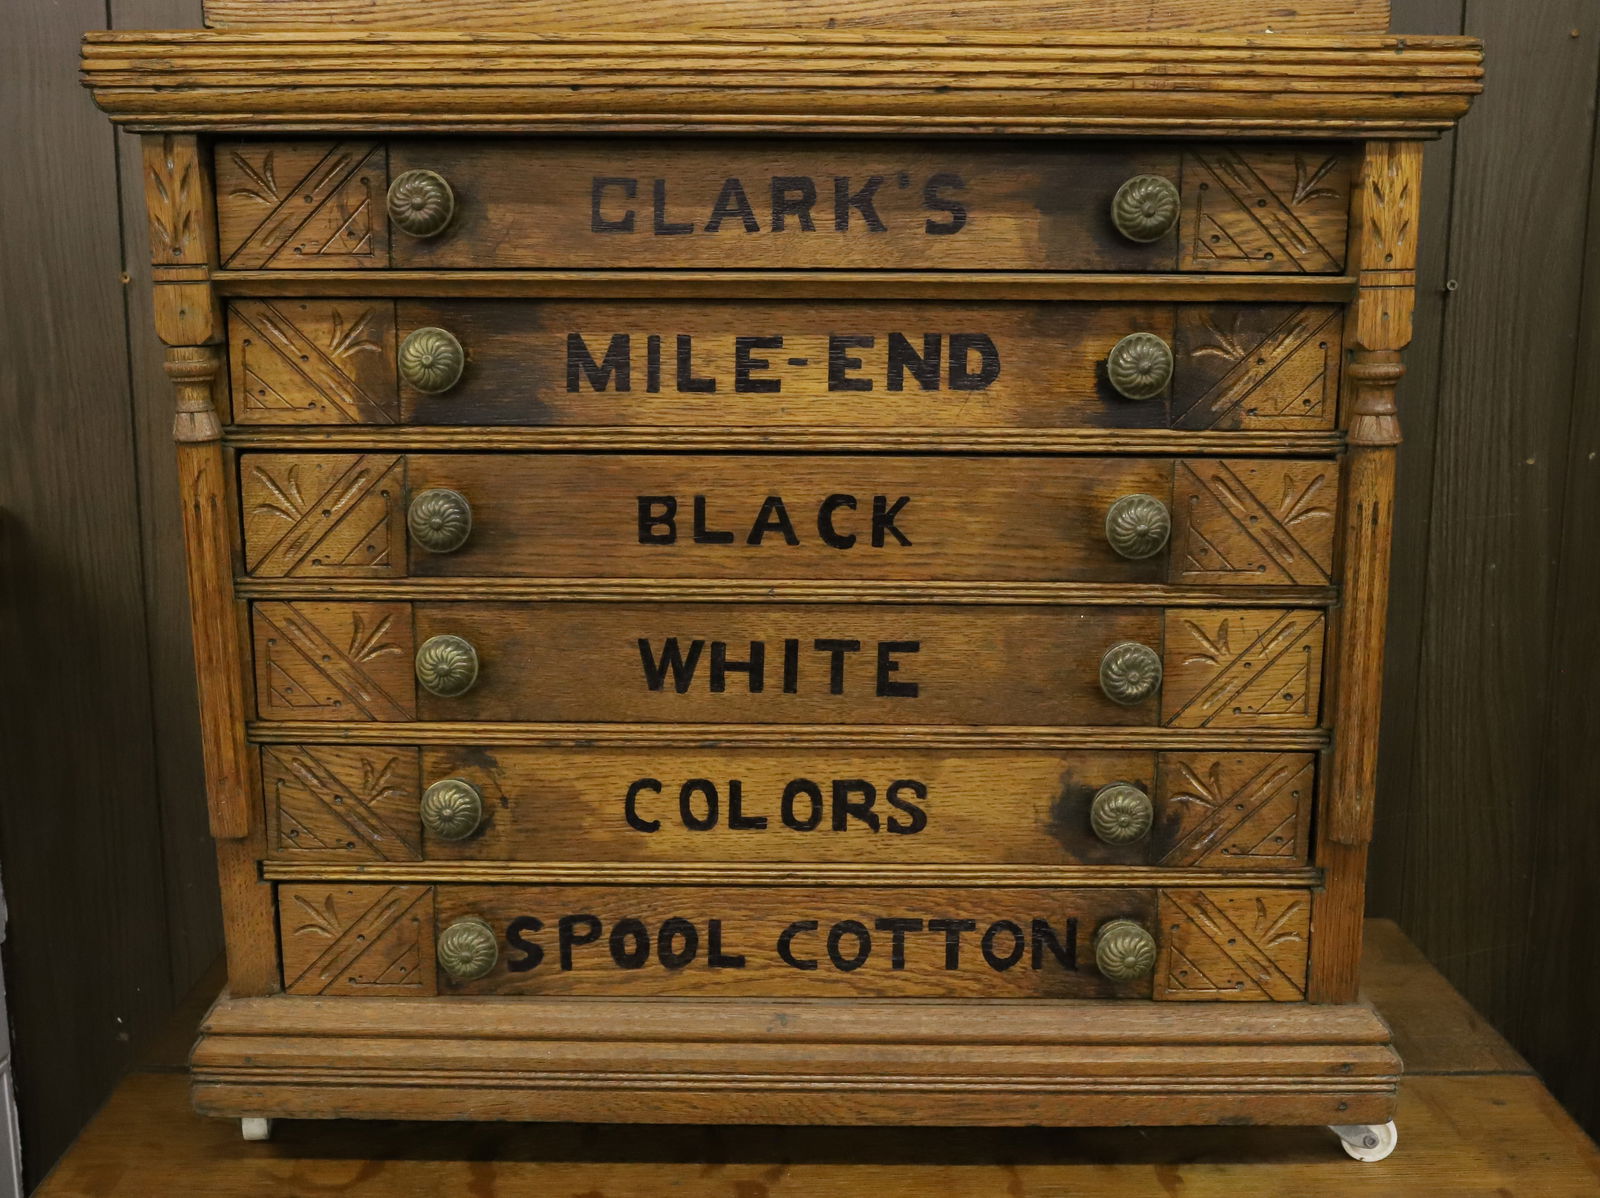 CLARK'S
MILE-END
BLACK
WHITE
COLORS
SPOOL COTTON